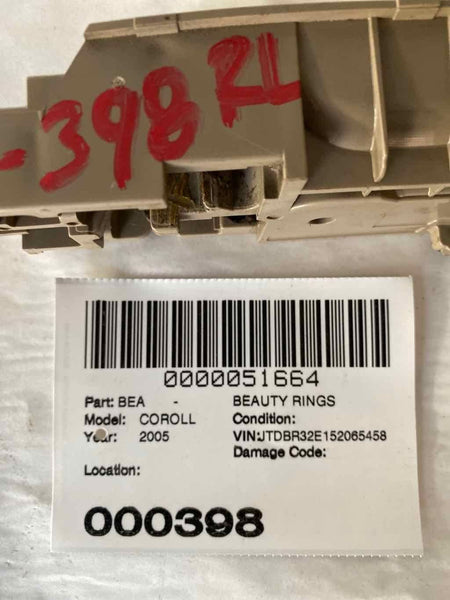 -398 RL
0000051664
Part: BEA - BEAUTY RINGS
Model: COROLL Condition:
Year: 2005 VIN:JTDBR32E152065458
Damage Code:
Location:
000398